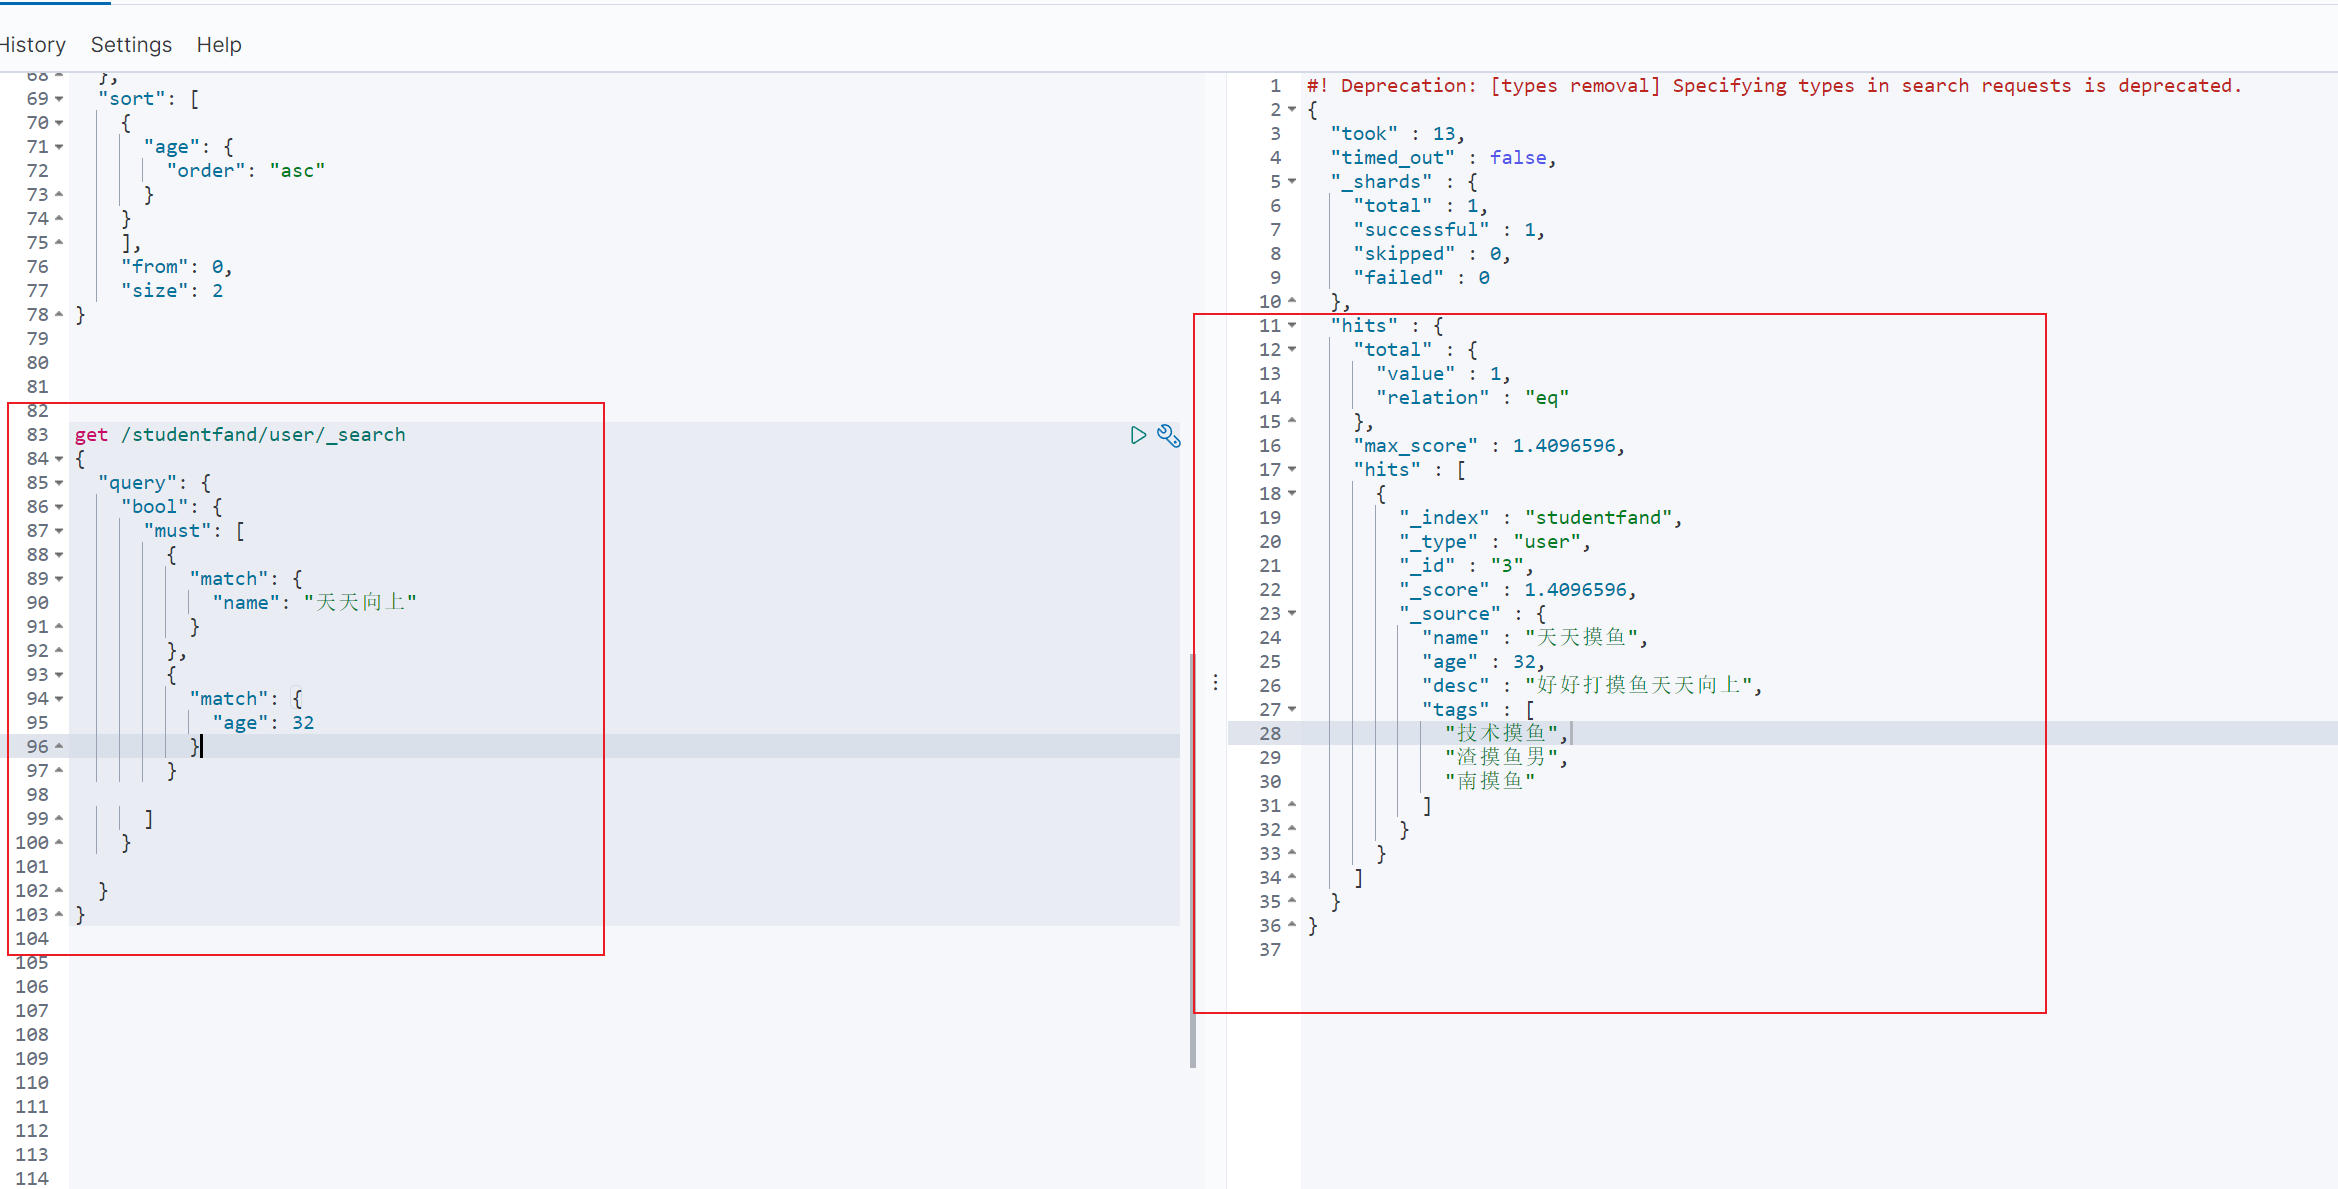 History Settings Help
68 },
69 "sort": [
70 {
71 "age": {
72 "order": "asc"
73 }
74 }
75 ],
76 "from": 0,
77 "size": 2
78 }
79
80
81
82
83 get /studentfand/user/_search
84 {
85 "query": {
86 "bool": {
87 "must": [
88 {
89 "match": {
90 "name": "天天向上"
91 }
92 },
93 {
94 "match": {
95 "age": 32
96 }
97 }
98
99 ]
100 }
101
102 }
103 }
104
105
106
107
108
109
110
111
112
113
114
1 #! Deprecation: [types removal] Specifying types in search requests is deprecated.
2 {
3 "took" : 13,
4 "timed_out" : false,
5 "_shards" : {
6 "total" : 1,
7 "successful" : 1,
8 "skipped" : 0,
9 "failed" : 0
10 },
11 "hits" : {
12 "total" : {
13 "value" : 1,
14 "relation" : "eq"
15 },
16 "max_score" : 1.4096596,
17 "hits" : [
18 {
19 "_index" : "studentfand",
20 "_type" : "user",
21 "_id" : "3",
22 "_score" : 1.4096596,
23 "_source" : {
24 "name" : "天天摸鱼",
25 "age" : 32,
26 "desc" : "好好打摸鱼天天向上",
27 "tags" : [
28 "技术摸鱼",
29 "渣摸鱼男",
30 "南摸鱼"
31 ]
32 }
33 }
34 ]
35 }
36 }
37